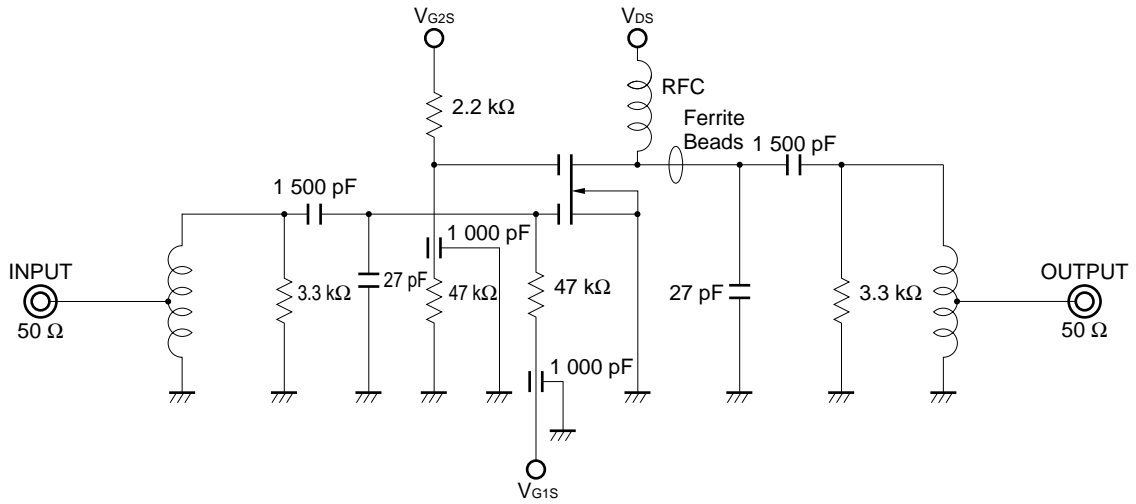 VG2S
VDS
RFC
2.2 kΩ
Ferrite
Beads
1 500 pF
1 500 pF
1 000 pF
INPUT
50 Ω
3.3 kΩ
27 pF
47 kΩ
47 kΩ
27 pF
3.3 kΩ
OUTPUT
50 Ω
1 000 pF
VG1S